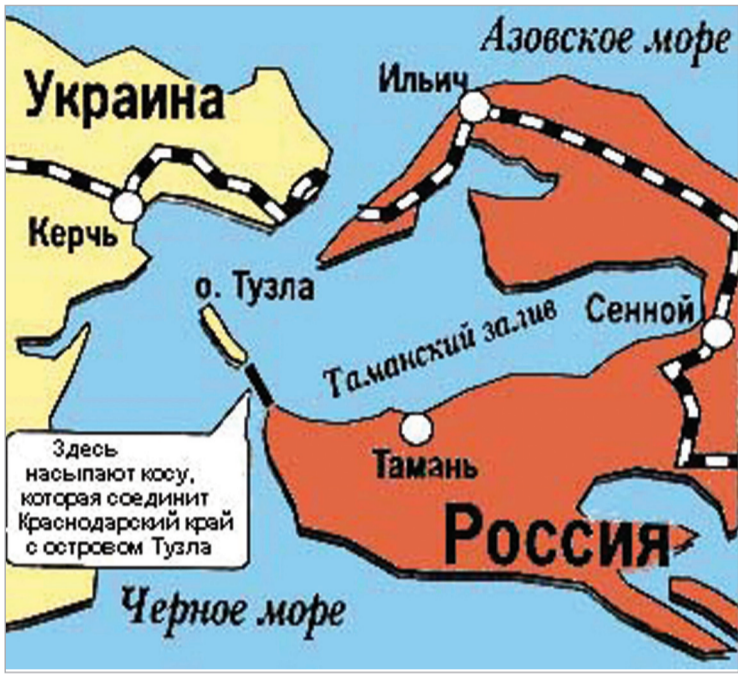 Азовское море
Ильич
Украина
Керчь
о. Тузла
Таманский залив
Сенной
Здесь
насыпают косу,
которая соединит
Краснодарский край
с островом Тузла
Тамань
Россия
Черное море